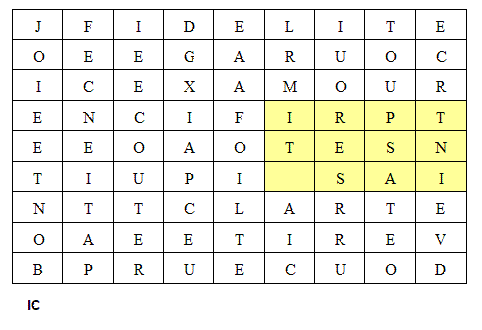 J F I D E L I T E
O E E G A R U O C
I C E X A M O U R
E N C I F I R P T
E E O A O T E S N
T I U P I S A I
N T T C L A R T E
O A E E T I R E V
B P R U E C U O D
IC